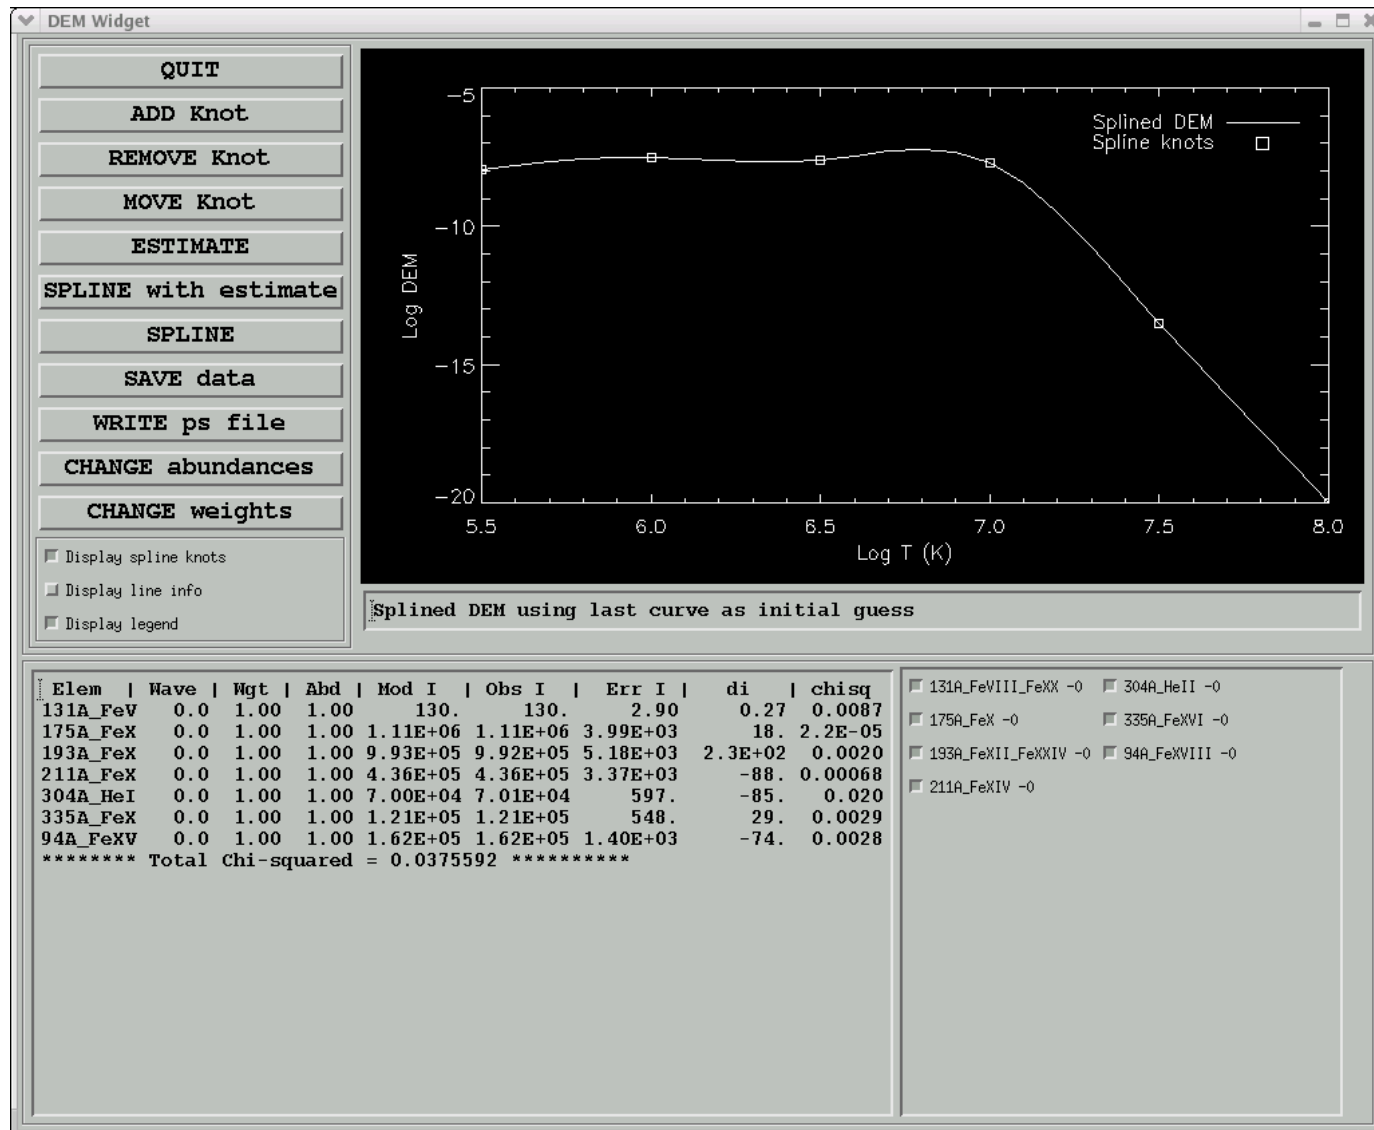 DEM Widget
QUIT
ADD Knot
REMOVE Knot
MOVE Knot
ESTIMATE
SPLINE with estimate
SPLINE
SAVE data
WRITE ps file
CHANGE abundances
CHANGE weights
Display spline knots
Display line info
Display legend
-5
-10
-15
-20
Log DEM
Splined DEM
Spline knots
5.5 6.0 6.5 7.0 7.5 8.0
Log T (K)
Splined DEM using last curve as initial guess
Elem | Wave | Wgt | Abd | Mod I | Obs I | Err I | di | chisq
131A_FeV 0.0 1.00 1.00 130. 130. 2.90 0.27 0.0087
175A_FeX 0.0 1.00 1.00 1.11E+06 1.11E+06 3.99E+03 18. 2.2E-05
193A_FeX 0.0 1.00 1.00 9.93E+05 9.92E+05 5.18E+03 2.3E+02 0.0020
211A_FeX 0.0 1.00 1.00 4.36E+05 4.36E+05 3.37E+03 -88. 0.00068
304A_HeI 0.0 1.00 1.00 7.00E+04 7.01E+04 597. -85. 0.020
335A_FeX 0.0 1.00 1.00 1.21E+05 1.21E+05 548. 29. 0.0029
94A_FeXV 0.0 1.00 1.00 1.62E+05 1.62E+05 1.40E+03 -74. 0.0028
******** Total Chi-squared = 0.0375592 **********
131A_FeVIII_FeXX -0 304A_HeII -0
175A_FeX -0 335A_FeXVI -0
193A_FeXII_FeXXIV -0 94A_FeXVIII -0
211A_FeXIV -0